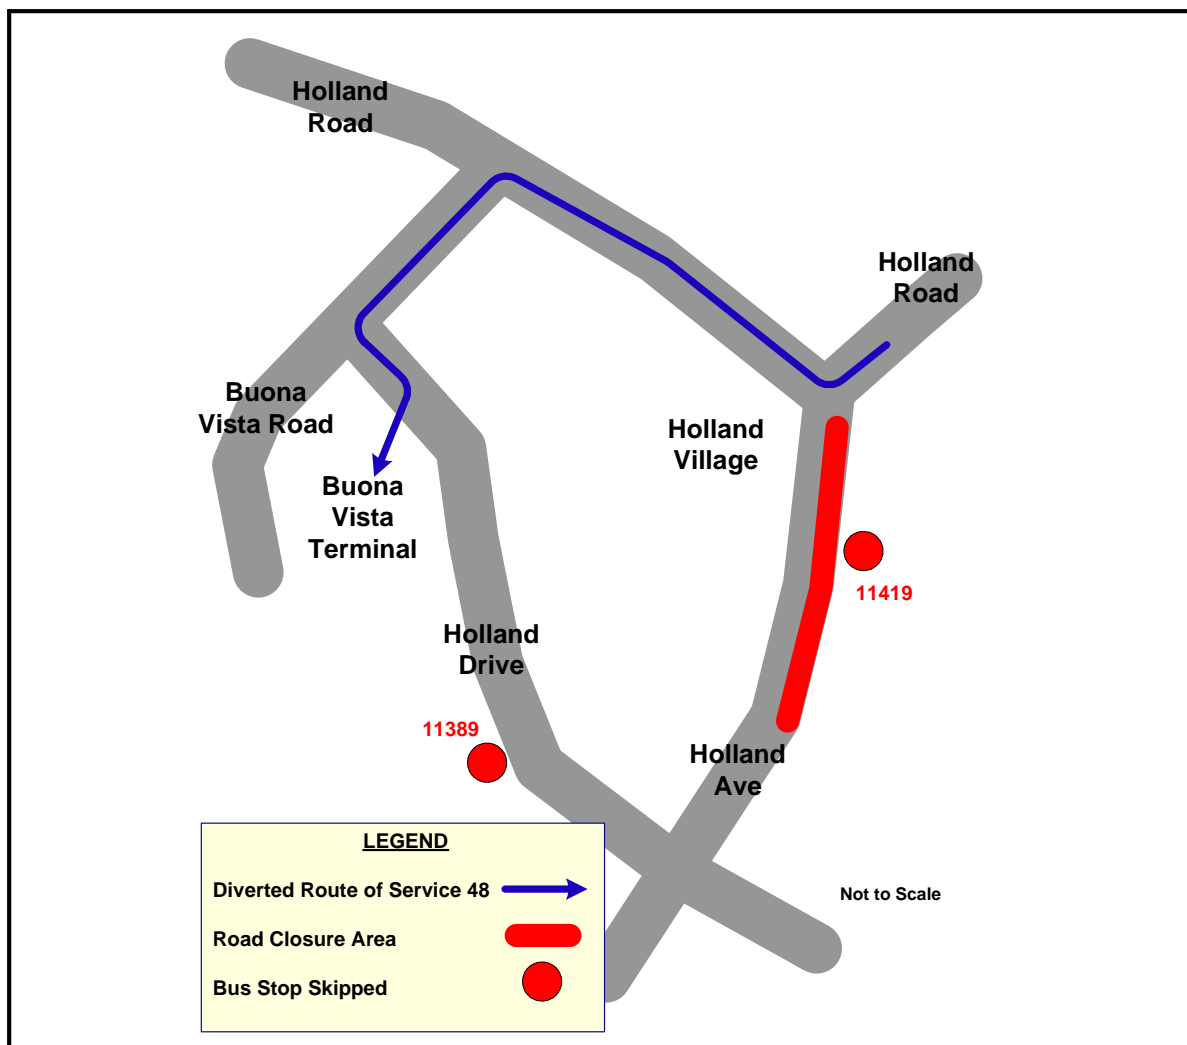 Holland
Road
Holland
Road
Buona
Vista Road
Holland
Village
Buona
Vista
Terminal
11419
Holland
Drive
11389
Holland
Ave
LEGEND
Diverted Route of Service 48
Road Closure Area
Bus Stop Skipped
Not to Scale